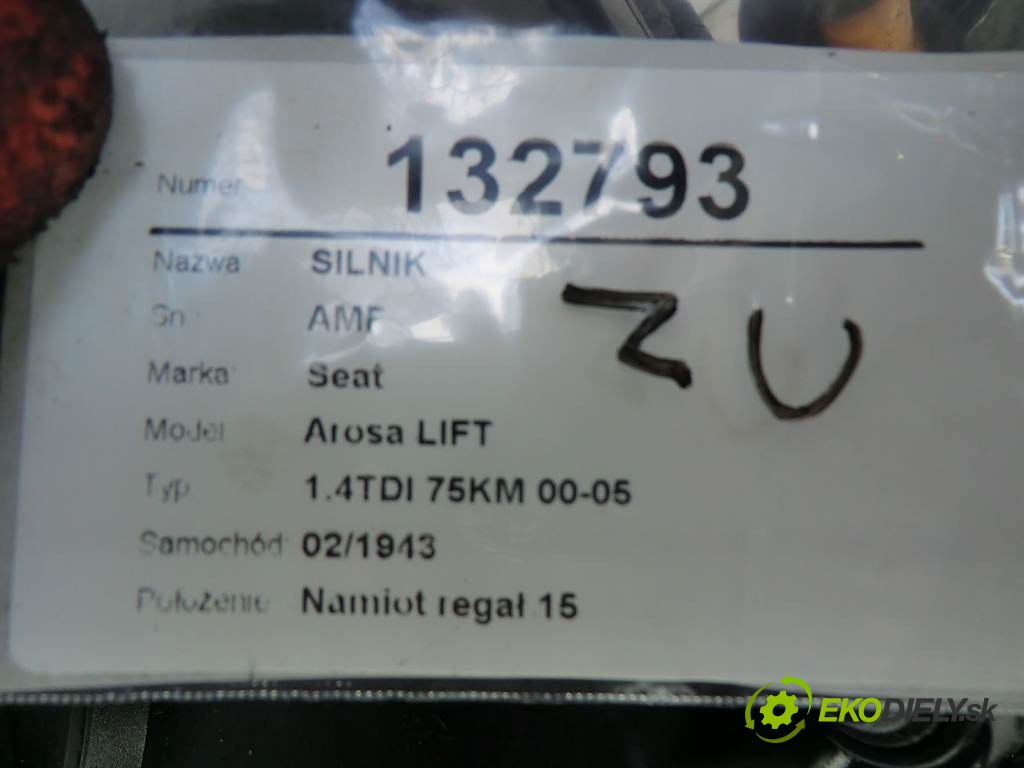 Numer 132793
Nazwa SILNIK
Sn AMF
Marka Seat
Model Arosa LIFT
Typ 1.4TDI 75KM 00-05
Samochód 02/1943
Położenie Namiot regał 15
EKODIELY.sk